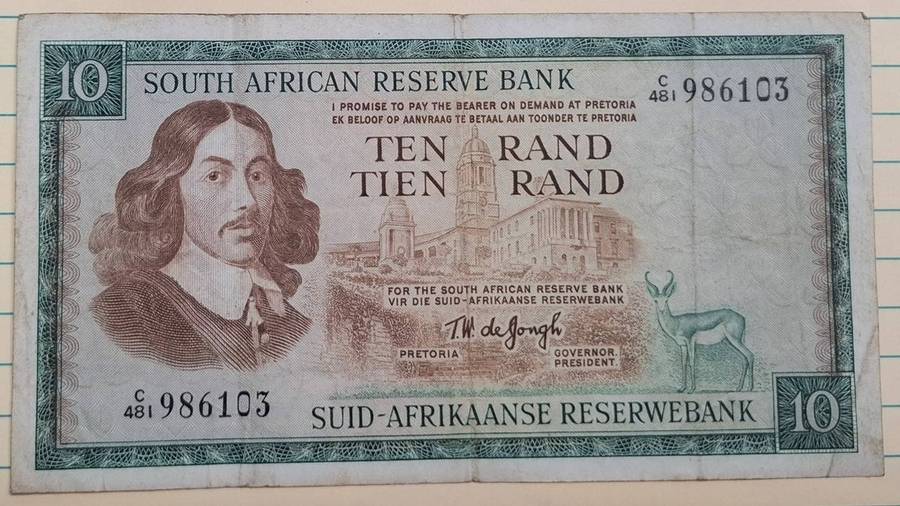 10
SOUTH AFRICAN RESERVE BANK
C/481 986103
I PROMISE TO PAY THE BEARER ON DEMAND AT PRETORIA
EK BELOOF OP AANVRAAG TE BETAAL AAN TOONDER TE PRETORIA
TEN RAND
TIEN RAND
FOR THE SOUTH AFRICAN RESERVE BANK
VIR DIE SUID-AFRIKAANSE RESERWEBANK
T.W. de Jongh
PRETORIA
GOVERNOR.
PRESIDENT.
C/481 986103
SUID-AFRIKAANSE RESERWEBANK
10